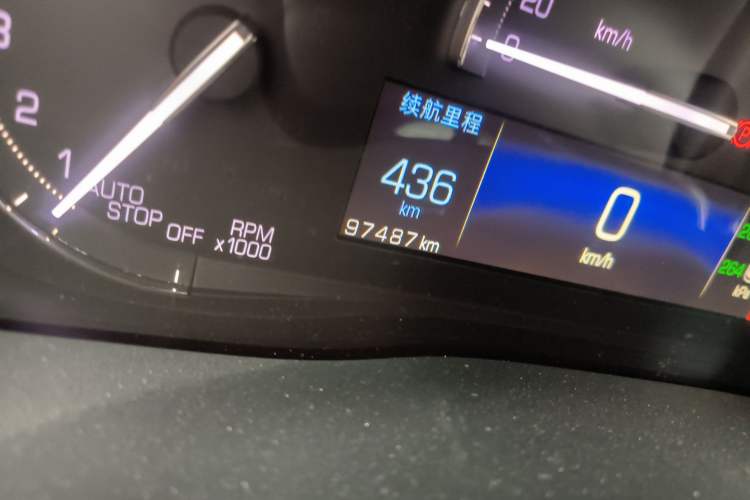 3
2
1
AUTO
STOP
OFF
RPM
x1000
20
0
km/h
续航里程
436
km
97487 km
0
km/h
264